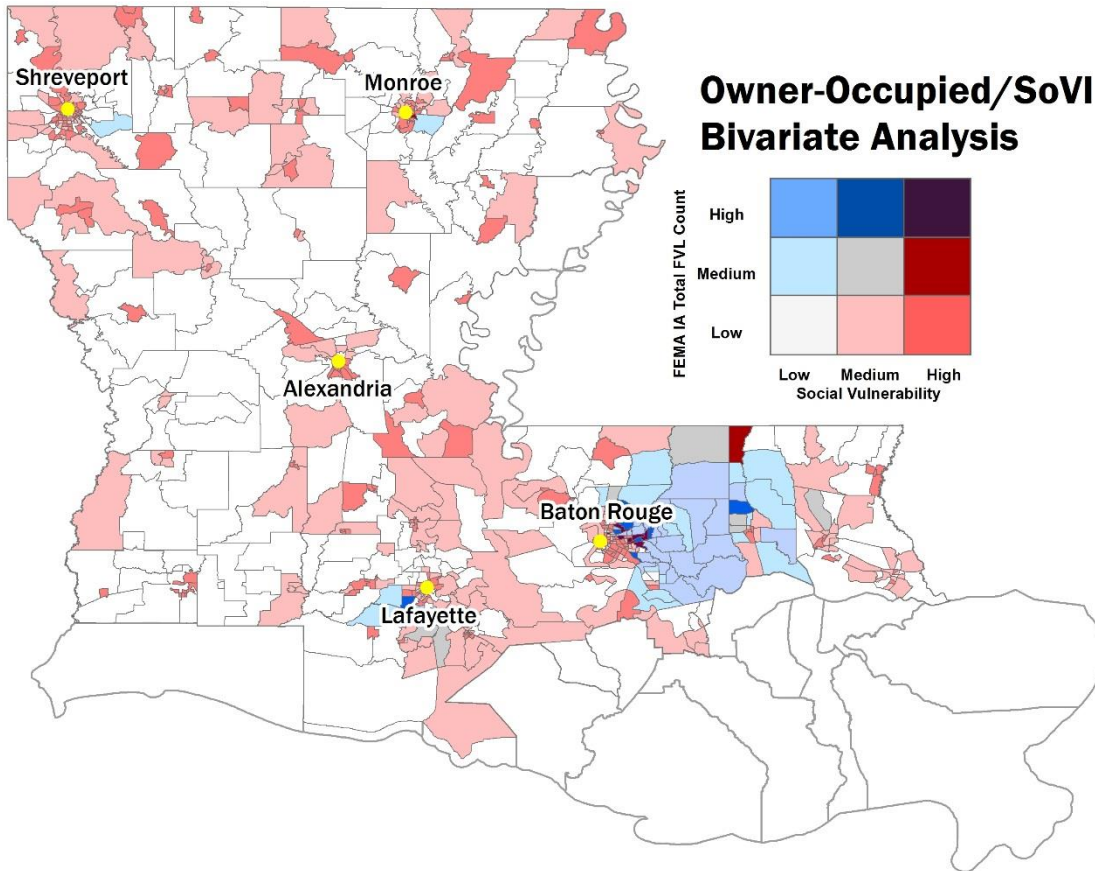 Shreveport
Monroe
Owner-Occupied/SoVI
Bivariate Analysis
FEMA IA Total FVL Count
High
Medium
Low
Low Medium High
Social Vulnerability
Alexandria
Baton Rouge
Lafayette